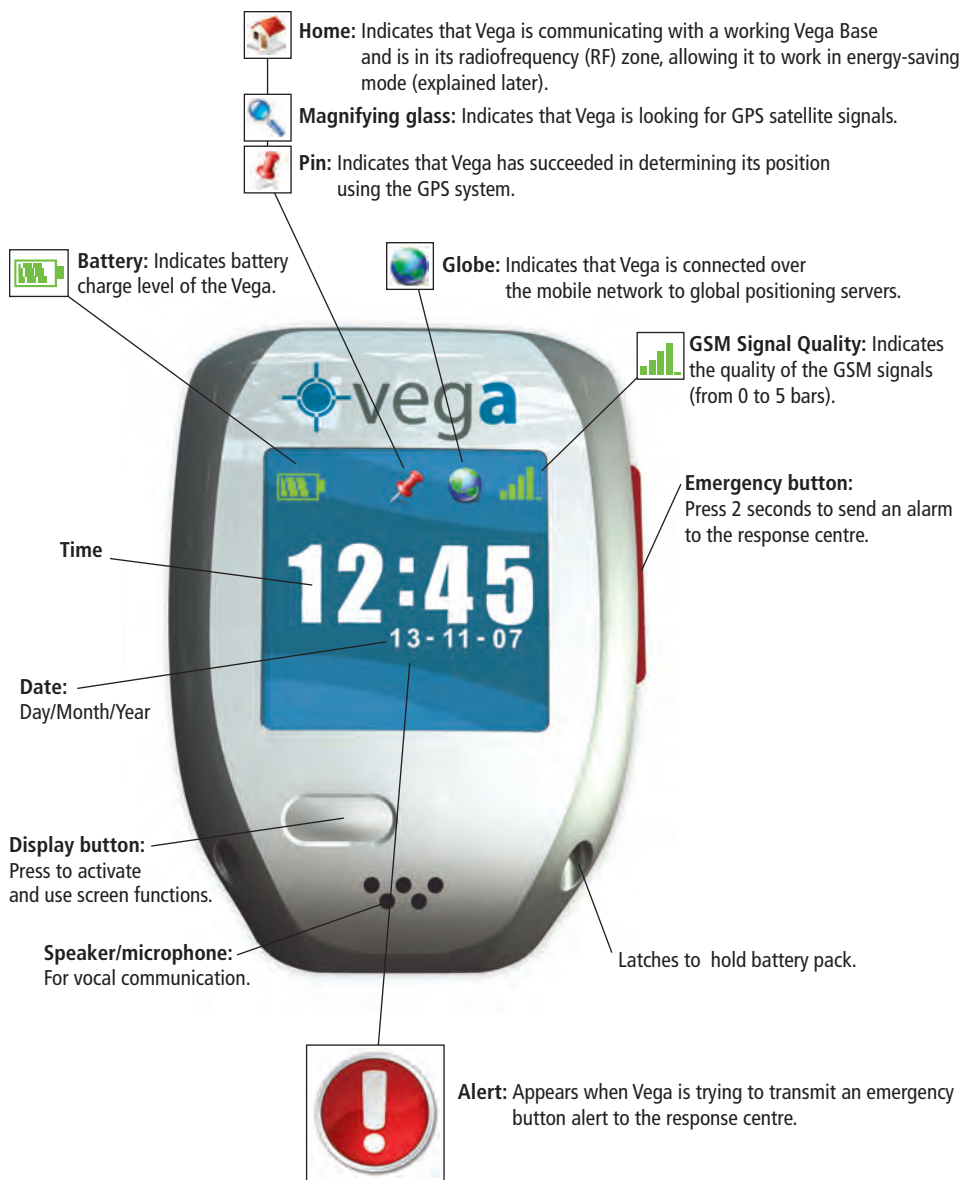 Home: Indicates that Vega is communicating with a working Vega Base
and is in its radiofrequency (RF) zone, allowing it to work in energy-saving
mode (explained later).
Magnifying glass: Indicates that Vega is looking for GPS satellite signals.
Pin: Indicates that Vega has succeeded in determining its position
using the GPS system.
Battery: Indicates battery
charge level of the Vega.
Globe: Indicates that Vega is connected over
the mobile network to global positioning servers.
GSM Signal Quality: Indicates
the quality of the GSM signals
(from 0 to 5 bars).
vega
Emergency button:
Press 2 seconds to send an alarm
to the response centre.
Time
12:45
13-11-07
Date:
Day/Month/Year
Display button:
Press to activate
and use screen functions.
Speaker/microphone:
For vocal communication.
Latches to hold battery pack.
Alert: Appears when Vega is trying to transmit an emergency
button alert to the response centre.